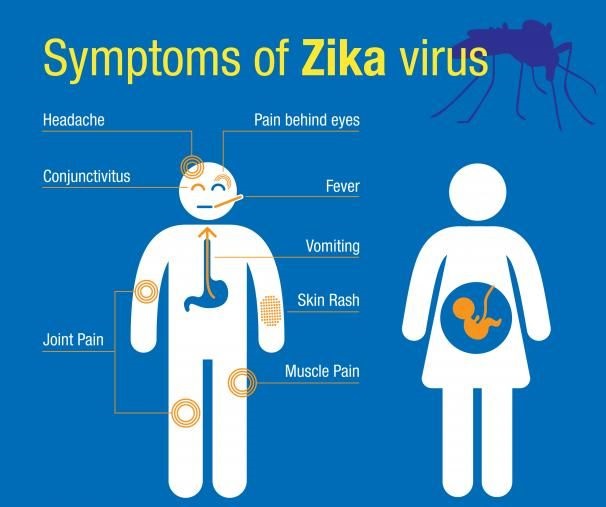 Symptoms of Zika virus
Headache
Pain behind eyes
Conjunctivitus
Fever
Vomiting
Skin Rash
Joint Pain
Muscle Pain